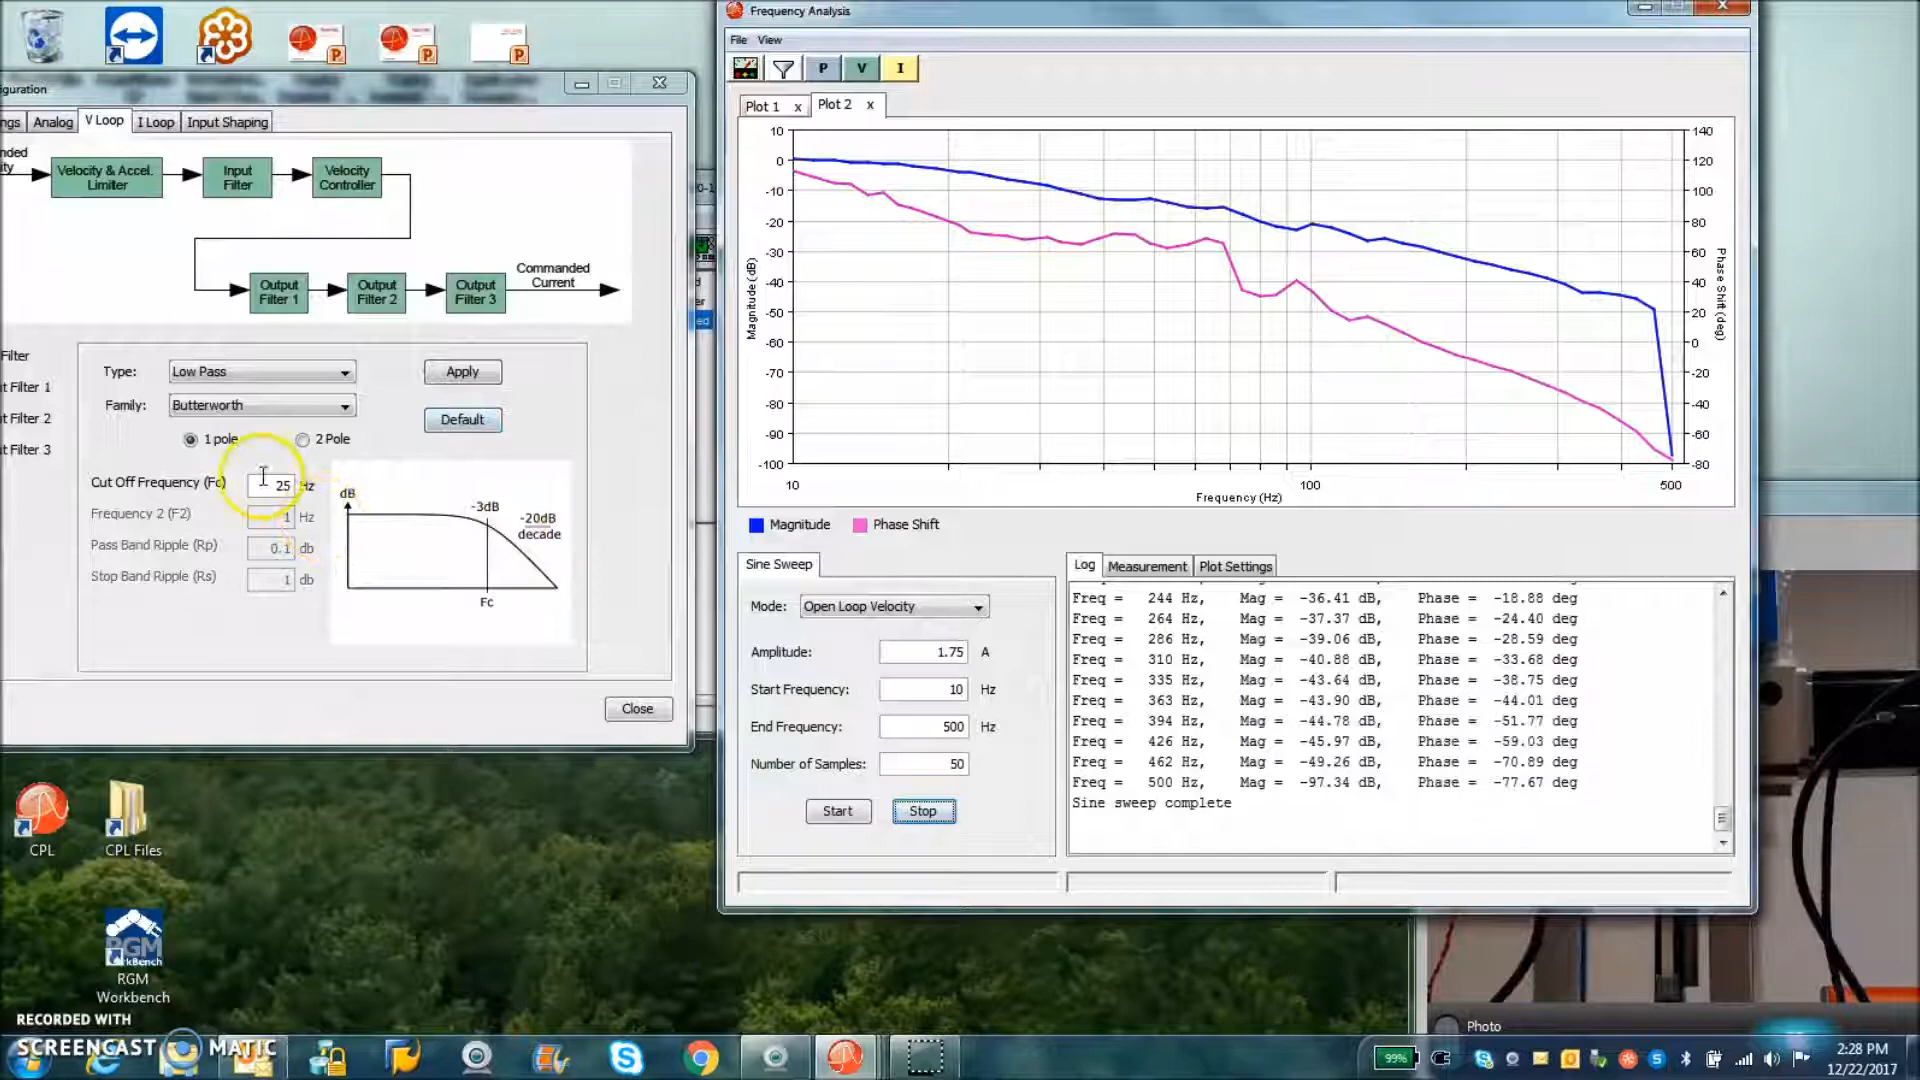 Frequency Analysis
File View
P V I
Plot 1 x Plot 2 x
10
0
-10
-20
-30
-40
-50
-60
-70
-80
-90
-100
Magnitude (dB)
140
120
100
80
60
40
20
0
-20
-40
-60
-80
Phase Shift (deg)
10 100 500
Frequency (Hz)
Magnitude Phase Shift
Sine Sweep
Mode: Open Loop Velocity
Amplitude: 1.75 A
Start Frequency: 10 Hz
End Frequency: 500 Hz
Number of Samples: 50
Start Stop
Log Measurement Plot Settings
Freq = 244 Hz, Mag = -36.41 dB, Phase = -18.88 deg
Freq = 264 Hz, Mag = -37.37 dB, Phase = -24.40 deg
Freq = 286 Hz, Mag = -39.06 dB, Phase = -28.59 deg
Freq = 310 Hz, Mag = -40.88 dB, Phase = -33.68 deg
Freq = 335 Hz, Mag = -43.64 dB, Phase = -38.75 deg
Freq = 363 Hz, Mag = -43.90 dB, Phase = -44.01 deg
Freq = 394 Hz, Mag = -44.78 dB, Phase = -51.77 deg
Freq = 426 Hz, Mag = -45.97 dB, Phase = -59.03 deg
Freq = 462 Hz, Mag = -49.26 dB, Phase = -70.89 deg
Freq = 500 Hz, Mag = -97.34 dB, Phase = -77.67 deg
Sine sweep complete
iguration
ngs Analog V Loop I Loop Input Shaping
nded
ity
Velocity & Accel.
Limiter
Input
Filter
Velocity
Controller
Output
Filter 1
Output
Filter 2
Output
Filter 3
Commanded
Current
Filter
t Filter 1
t Filter 2
t Filter 3
Type: Low Pass Apply
Family: Butterworth Default
1 pole 2 Pole
Cut Off Frequency (Fc) 25 Hz
Frequency 2 (F2) 1 Hz
Pass Band Ripple (Rp) 0.1 db
Stop Band Ripple (Rs) 1 db
dB
-3dB
-20dB
decade
Fc
Close
CPL CPL Files
RGM
WorkBench
RGM
Workbench
RECORDED WITH
SCREENCAST MATIC
Photo
99%
2:28 PM
12/22/2017